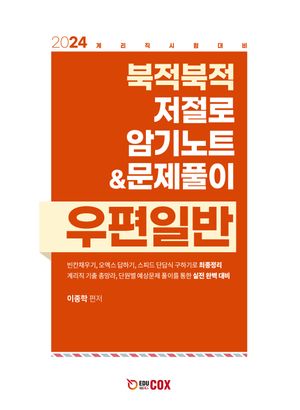 2024 계리직시험대비
북적북적
저절로
암기노트
&문제풀이
우편일반
빈칸채우기, 오엑스 답하기, 스피드 단답식 구하기로 최종정리
계리직 기출 총망라, 단원별 예상문제 풀이를 통한 실전 완벽 대비
이종학 편저
EDU COX